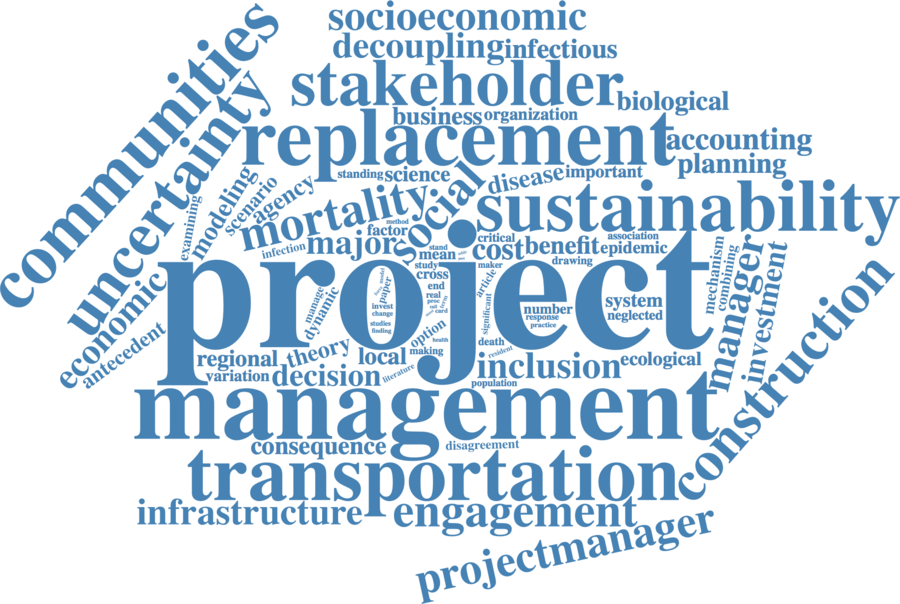 communities
socioeconomic
decoupling
infectious
stakeholder
biological
uncertainty
business
organization
replacement
accounting
planning
standing
science
disease
important
modeling
scenario
agency
examining
mortality
social
sustainability
method
factor
infection
major
mean
stand
critical
cost
benefit
association
epidemic
drawing
study
cross
maker
project
model
paper
end
real
proc
cell
card
article
significant
mechanism
combining
manager
investment
manage
dynamic
invest
change
studies
finding
number
response
practice
system
neglected
economic
antecedent
option
health
death
resident
making
regional
theory
local
inclusion
ecological
variation
decision
literature
population
management
construction
consequence
disagreement
transportation
infrastructure
engagement
projectmanager